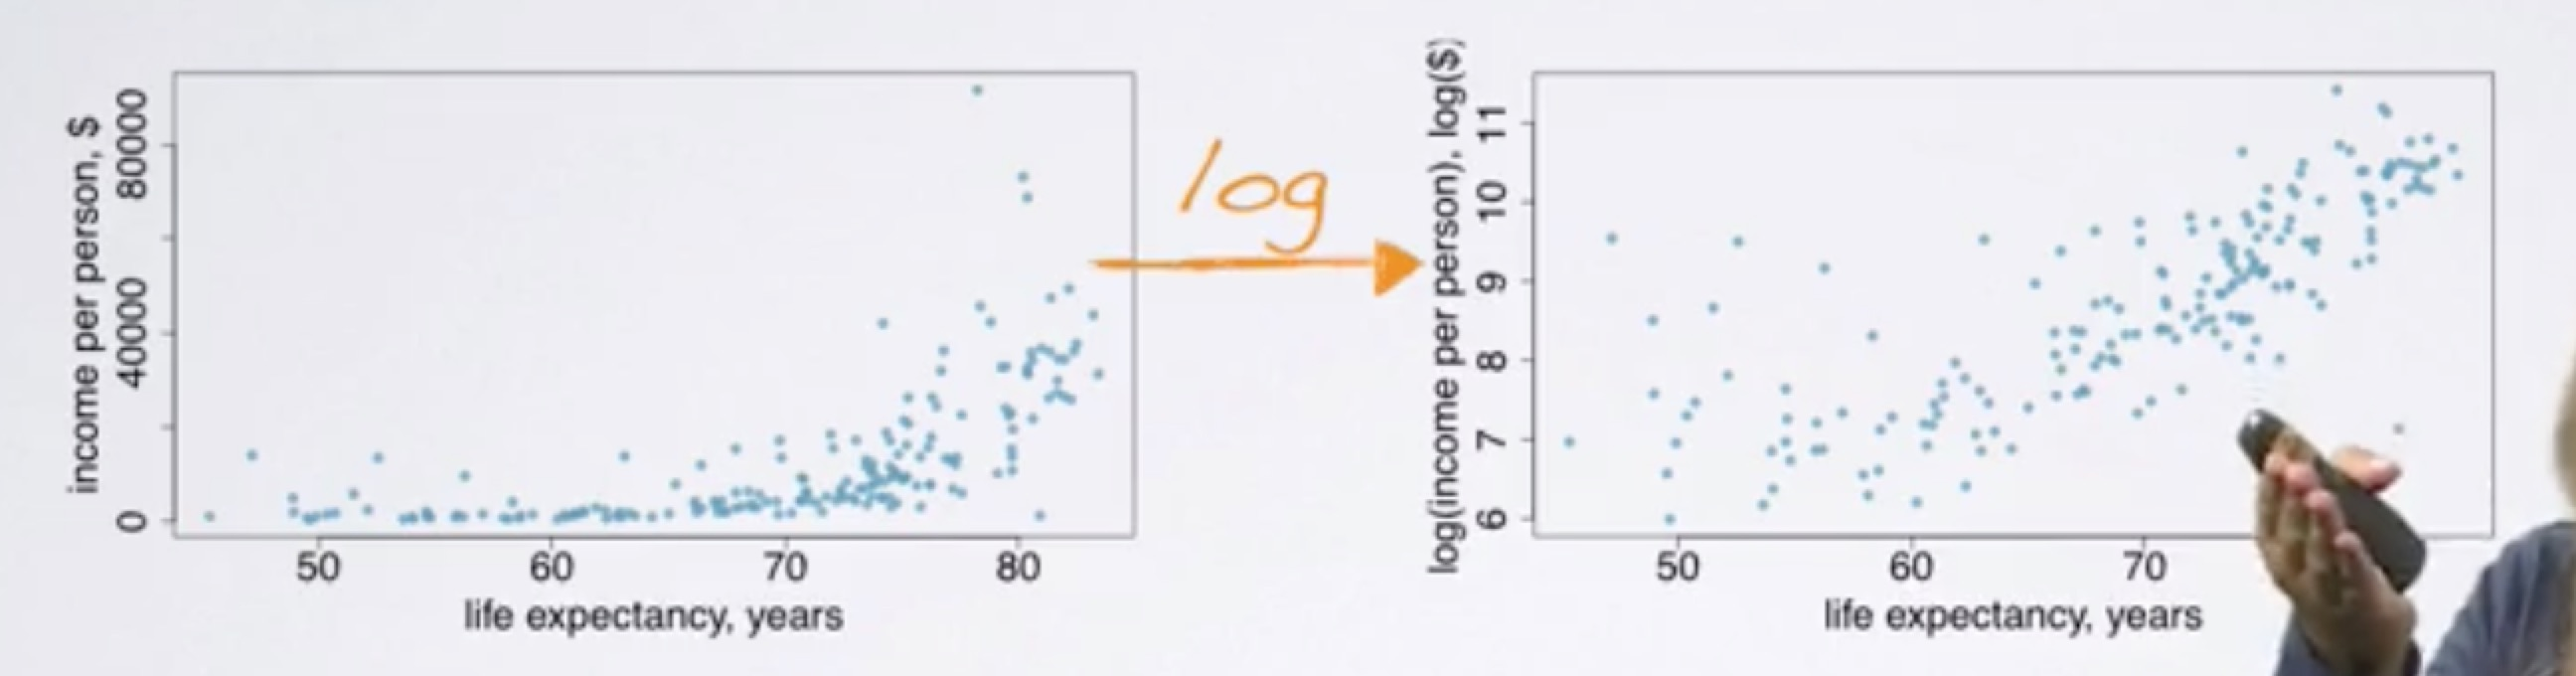 income per person, $
80000
40000
0
50 60 70 80
life expectancy, years
log
log(income per person), log($)
11
10
9
8
7
6
50 60 70
life expectancy, years